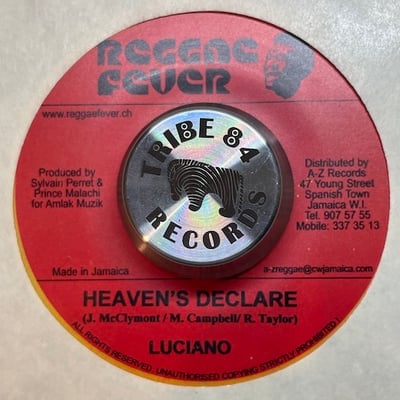 REGGAE
FEVER
www.reggaefever.ch
TRIBE 84
RECORDS
Produced by
Sylvain Perret &
Prince Malachi
for Amlak Muzik
Distributed by
A-Z Records
47 Young Street
Spanish Town
Jamaica W.I.
Tel. 907 57 55
Mobile: 337 35 13
Made in Jamaica
a-zreggae@cwjamaica.com
HEAVEN'S DECLARE
(J. McClymont / M. Campbell/ R. Taylor)
LUCIANO
ALL RIGHTS RESERVED. UNAUTHORISED COPYING STRICTLY PROHIBITED !